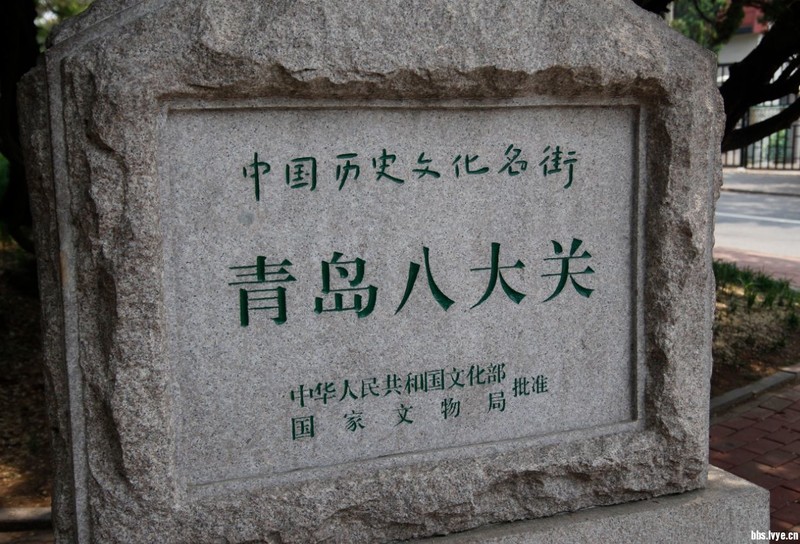 中国历史文化名街
青岛八大关
中华人民共和国文化部
国家文物局
批准
bbs.lvye.cn